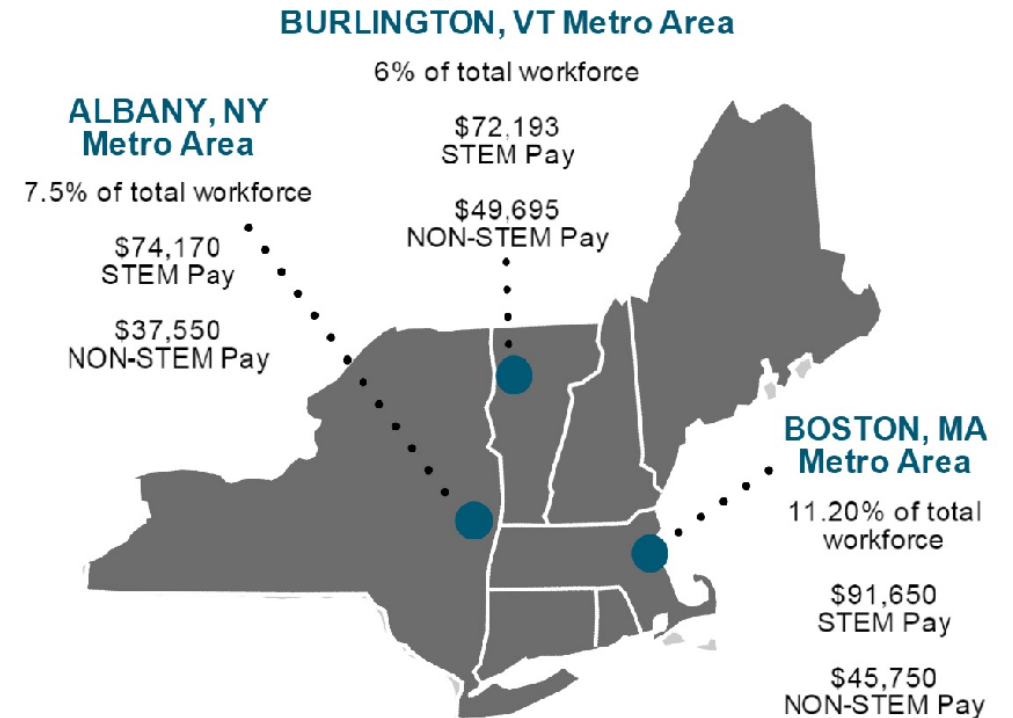 BURLINGTON, VT Metro Area
6% of total workforce
$72,193
STEM Pay
$49,695
NON-STEM Pay
ALBANY, NY
Metro Area
7.5% of total workforce
$74,170
STEM Pay
$37,550
NON-STEM Pay
BOSTON, MA
Metro Area
11.20% of total
workforce
$91,650
STEM Pay
$45,750
NON-STEM Pay